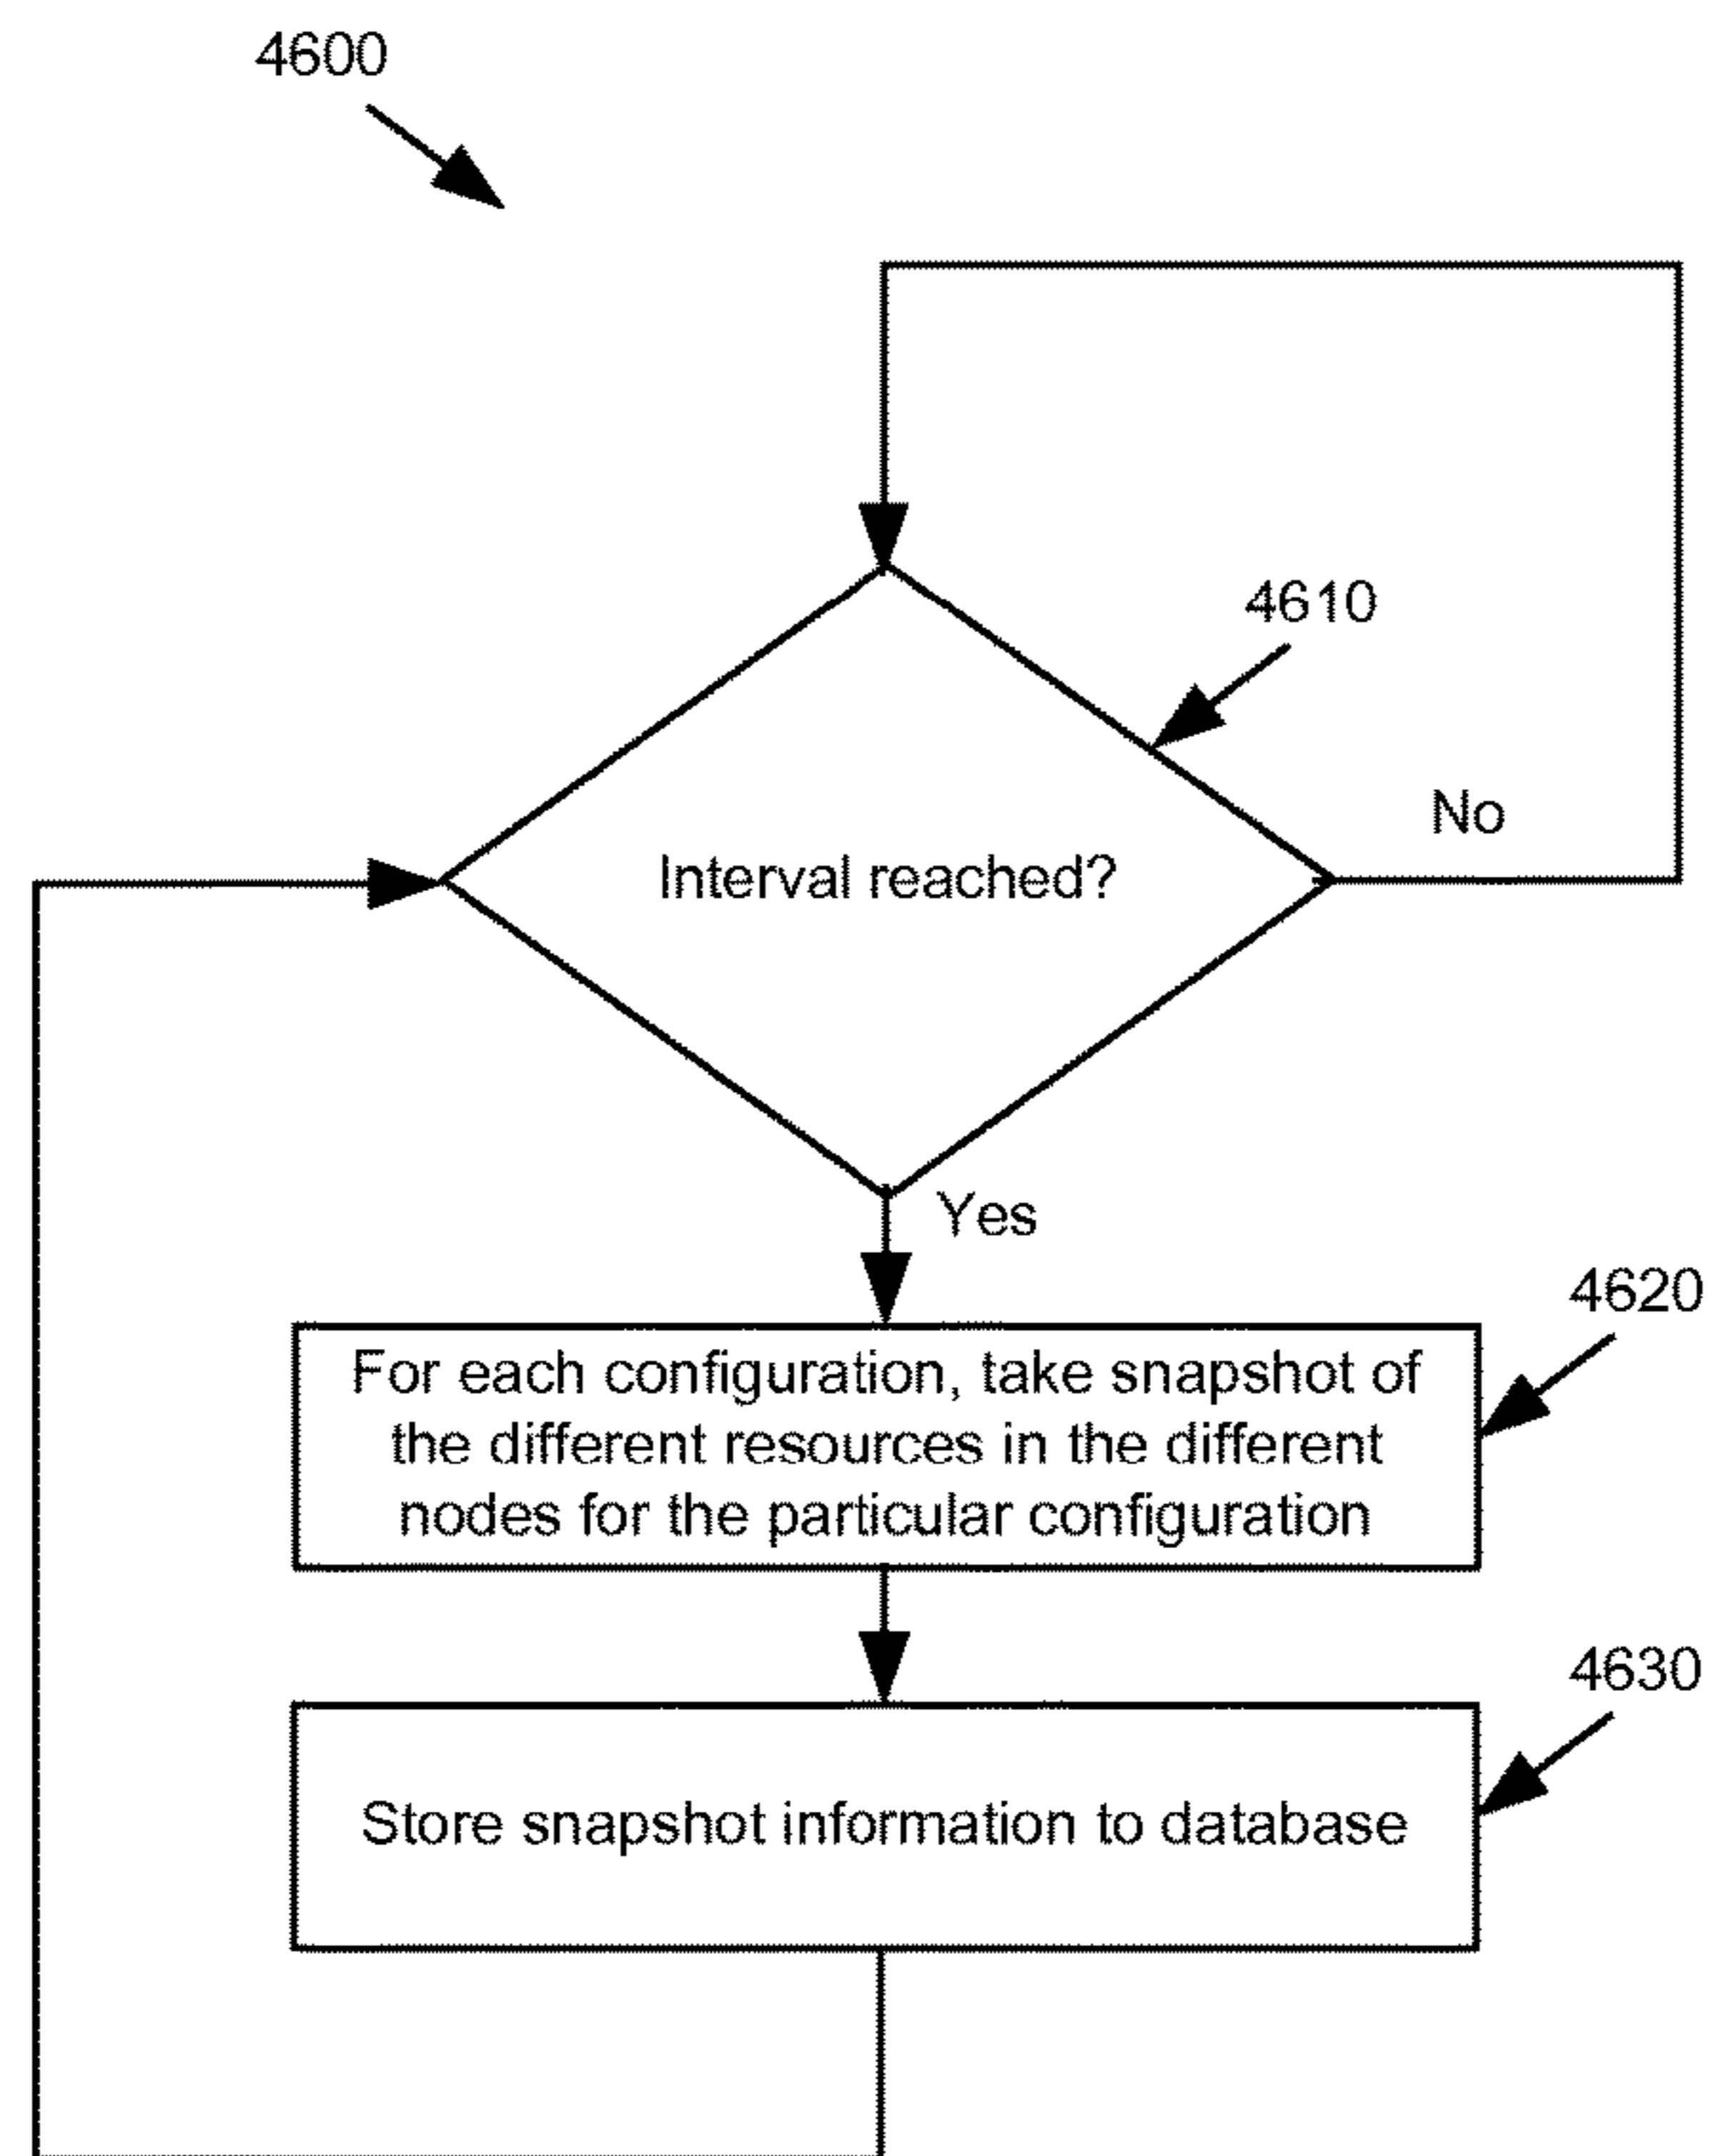 4600
4610
No
Interval reached?
Yes
4620
For each configuration, take snapshot of
the different resources in the different
nodes for the particular configuration
4630
Store snapshot information to database